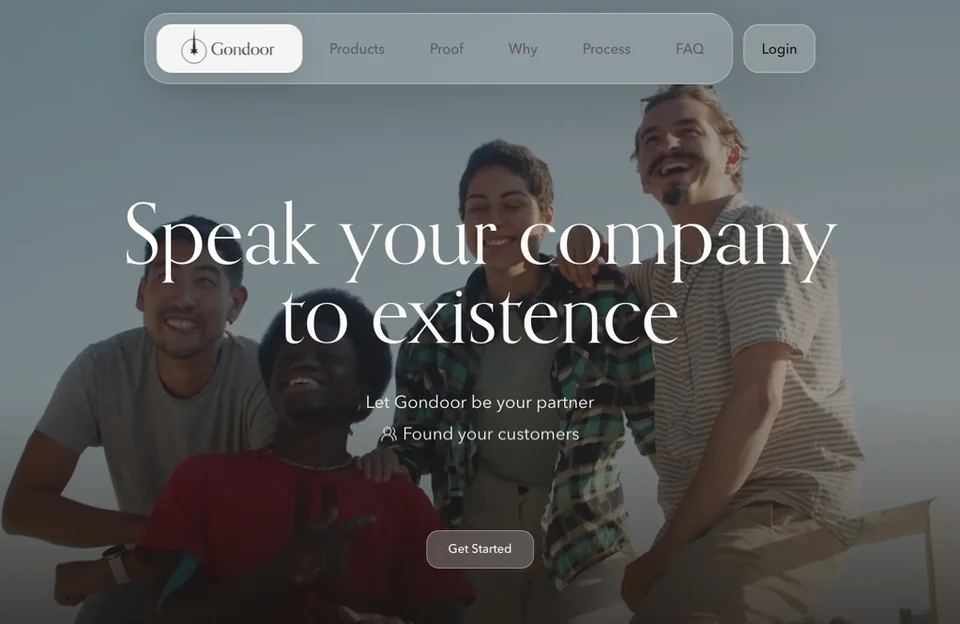 Gondoor
Products
Proof
Why
Process
FAQ
Login
Speak your company
to existence
Let Gondoor be your partner
Found your customers
Get Started